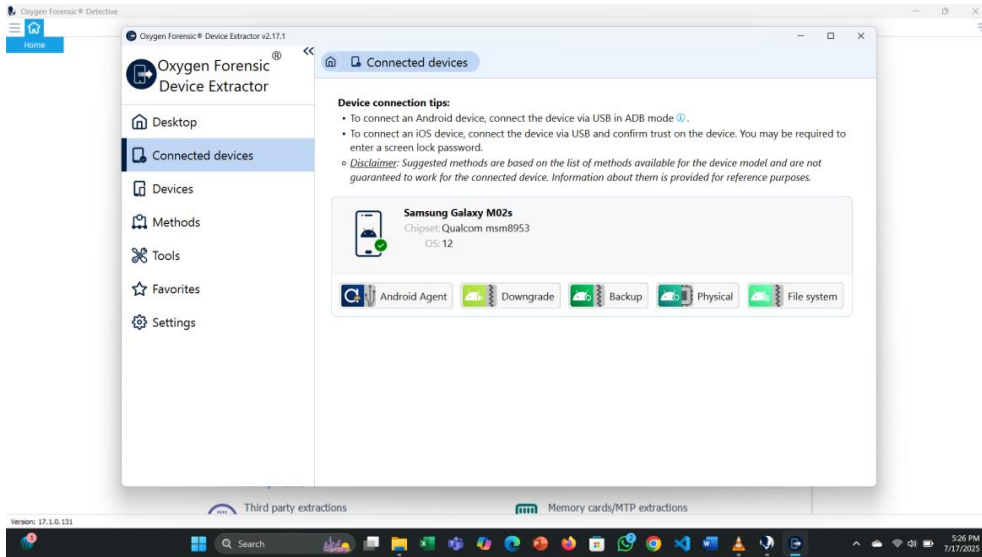 Oxygen Forensic® Detective
Home
Oxygen Forensic® Device Extractor v2.17.1
Oxygen Forensic®
Device Extractor
Desktop
Connected devices
Devices
Methods
Tools
Favorites
Settings
Connected devices
Device connection tips:
• To connect an Android device, connect the device via USB in ADB mode ⓘ.
• To connect an iOS device, connect the device via USB and confirm trust on the device. You may be required to
enter a screen lock password.
Disclaimer: Suggested methods are based on the list of methods available for the device model and are not
guaranteed to work for the connected device. Information about them is provided for reference purposes.
Samsung Galaxy M02s
Chipset: Qualcom msm8953
OS: 12
Android Agent Downgrade Backup Physical File system
Third party extractions Memory cards/MTP extractions
Version: 17.1.0.131
Search
5:26 PM
7/17/2025